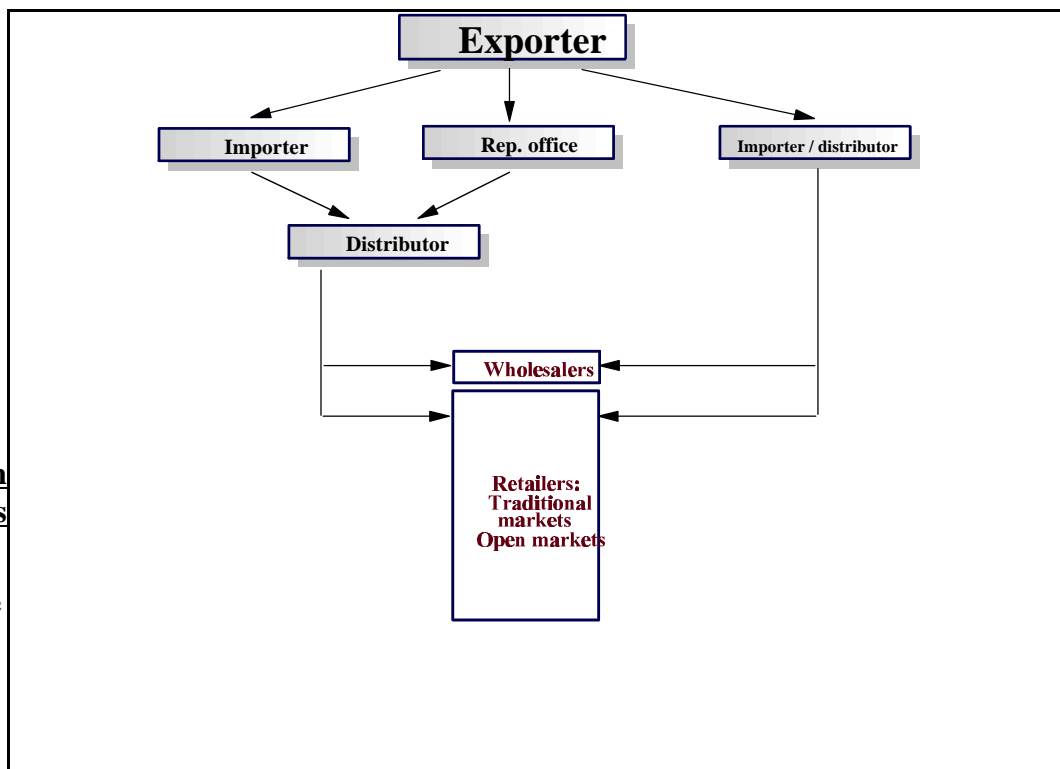 Exporter
Importer
Rep. office
Importer / distributor
Distributor
Wholesalers
Retailers:
Traditional
markets
Open markets